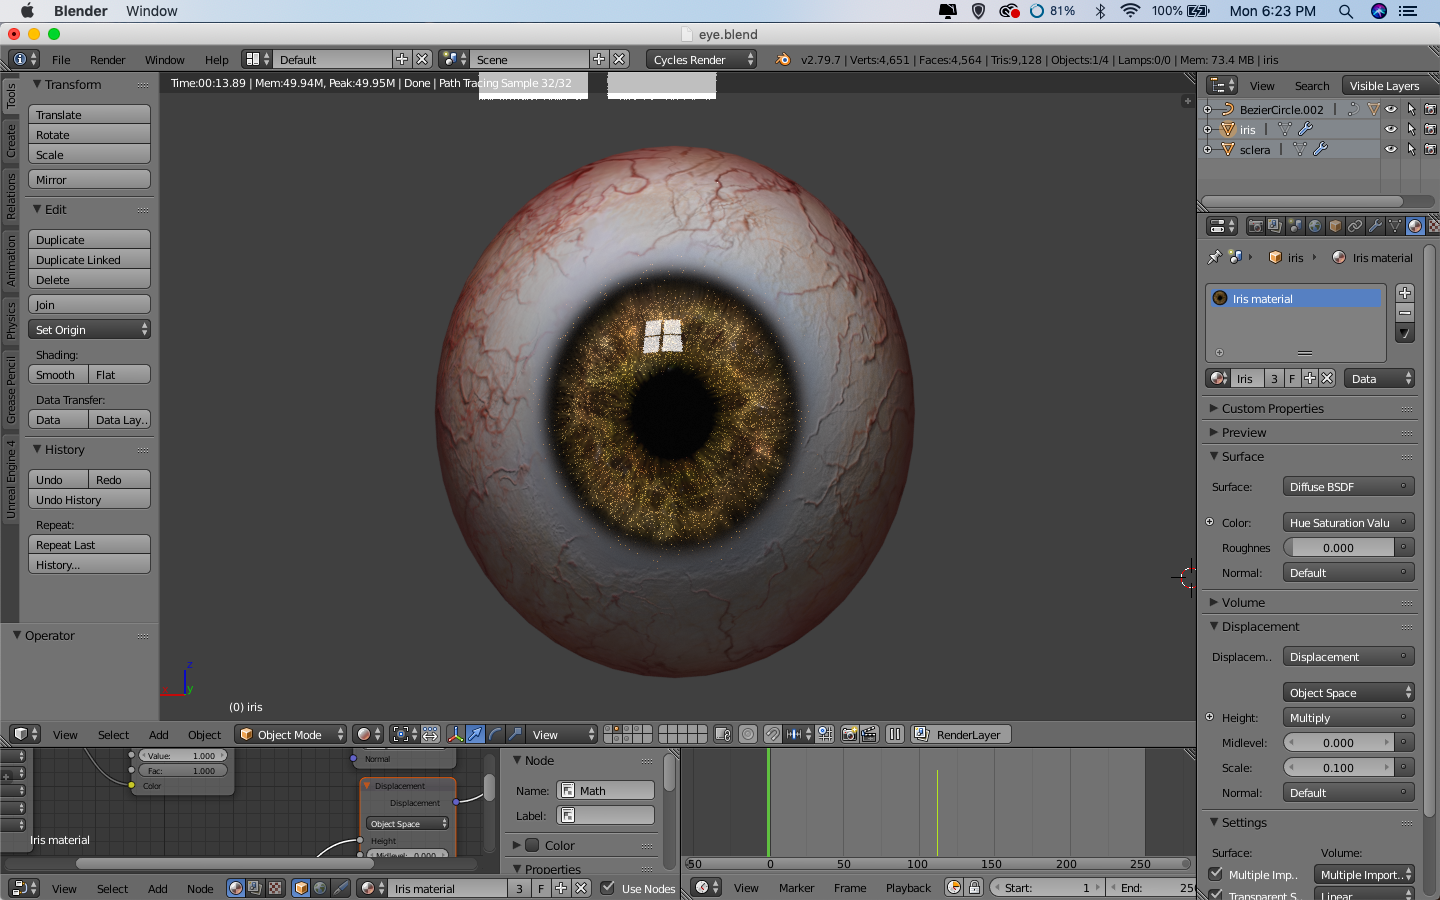 Blender Window 81% 100% Mon 6:23 PM
eye.blend
File Render Window Help Default Scene Cycles Render v2.79.7 | Verts:4,651 | Faces:4,564 | Tris:9,128 | Objects:1/4 | Lamps:0/0 | Mem: 73.4 MB | iris
Time:00:13.89 | Mem:49.94M, Peak:49.95M | Done | Path Tracing Sample 32/32
Tools
Create
Relations
Animation
Physics
Grease Pencil
Unreal Engine 4
Transform
Translate
Rotate
Scale
Mirror
Edit
Duplicate
Duplicate Linked
Delete
Join
Set Origin
Shading:
Smooth Flat
Data Transfer:
Data Data Lay..
History
Undo Redo
Undo History
Repeat:
Repeat Last
History...
Operator
z
y
(0) iris
View Select Add Object Object Mode View RenderLayer
View Search Visible Layers
BezierCircle.002
iris
sclera
iris Iris material
Iris material
Iris 3 F Data
Custom Properties
Preview
Surface
Surface: Diffuse BSDF
Color: Hue Saturation Valu
Roughnes 0.000
Normal: Default
Volume
Displacement
Displacem.. Displacement
Object Space
Height: Multiply
Midlevel: 0.000
Scale: 0.100
Normal: Default
Settings
Surface: Volume:
Multiple Imp.. Multiple Import..
Transparent S.. Linear
Value: 1.000
Fac: 1.000
Color
Normal
Displacement
Displacement
Object Space
Height
Midlevel: 0.000
Iris material
Node
Name: Math
Label:
Color
Properties
-50 0 50 100 150 200 250
View Select Add Node Iris material 3 F Use Nodes
View Marker Frame Playback Start: 1 End: 250